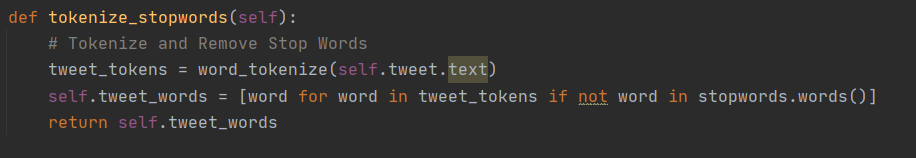 def tokenize_stopwords(self):
    # Tokenize and Remove Stop Words
    tweet_tokens = word_tokenize(self.tweet.text)
    self.tweet_words = [word for word in tweet_tokens if not word in stopwords.words()]
    return self.tweet_words